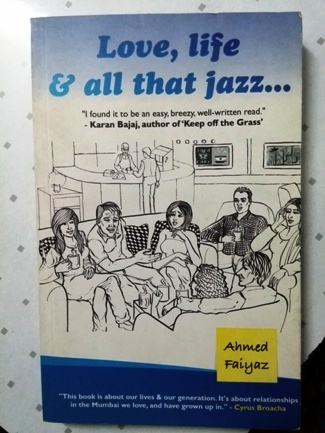 Love, life
& all that jazz...
"I found it to be an easy, breezy, well-written read."
- Karan Bajaj, author of 'Keep off the Grass'
Ahmed
Faiyaz
"This book is about our lives & our generation. It's about relationships
in the Mumbai we love, and have grown up in." - Cyrus Broacha